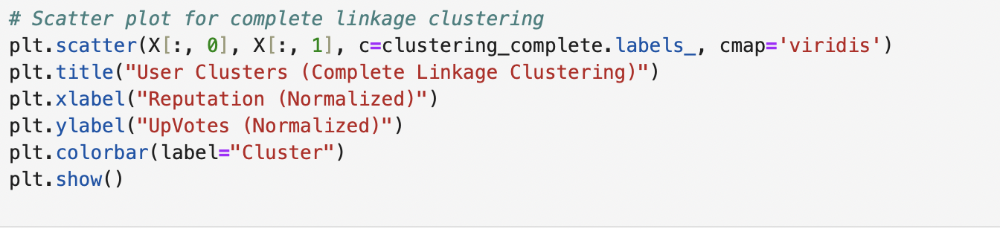 # Scatter plot for complete linkage clustering
plt.scatter(X[:, 0], X[:, 1], c=clustering_complete.labels_, cmap='viridis')
plt.title("User Clusters (Complete Linkage Clustering)")
plt.xlabel("Reputation (Normalized)")
plt.ylabel("UpVotes (Normalized)")
plt.colorbar(label="Cluster")
plt.show()